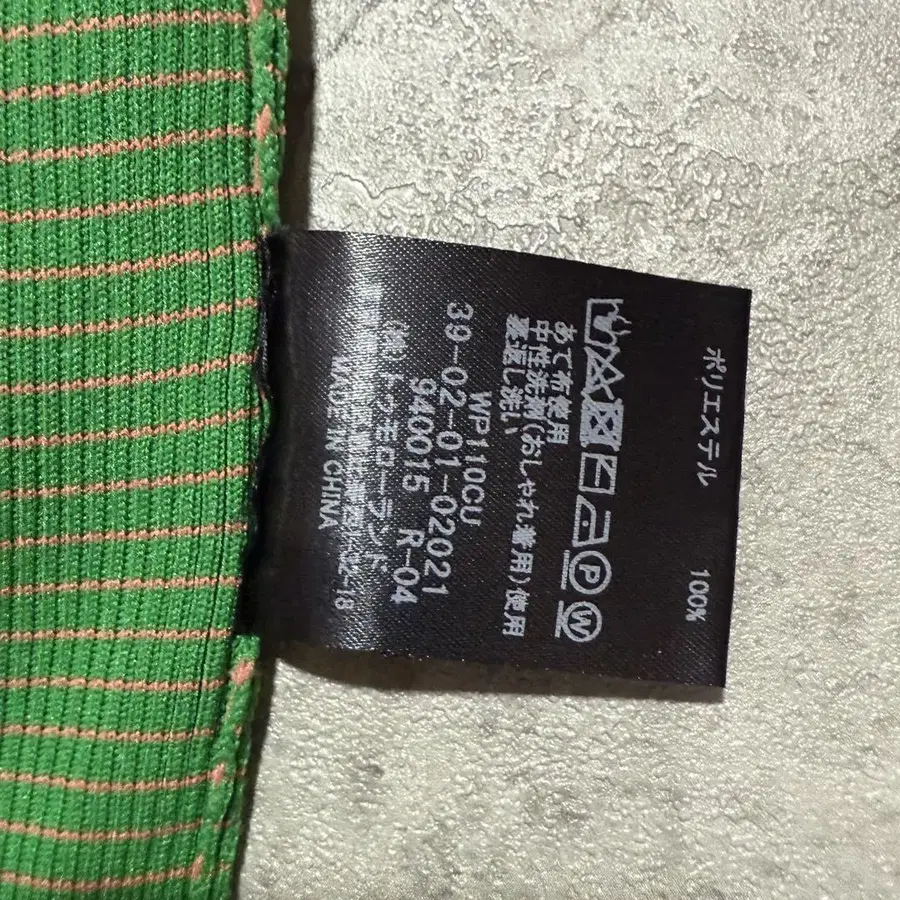 ポリエステル 100%
P W
裏返し洗い
中性洗剤(おしゃれ着用)使用
あて布使用
WP110CU
39-02-01-02021
940015 R-04
(株)トゥモローランド
MADE IN CHINA